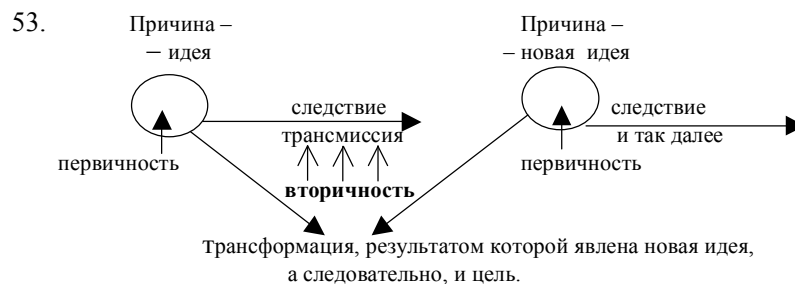 53.
Причина –
– идея
Причина –
– новая идея
следствие
трансмиссия
следствие
и так далее
первичность
первичность
вторичность
Трансформация, результатом которой явлена новая идея,
а следовательно, и цель.